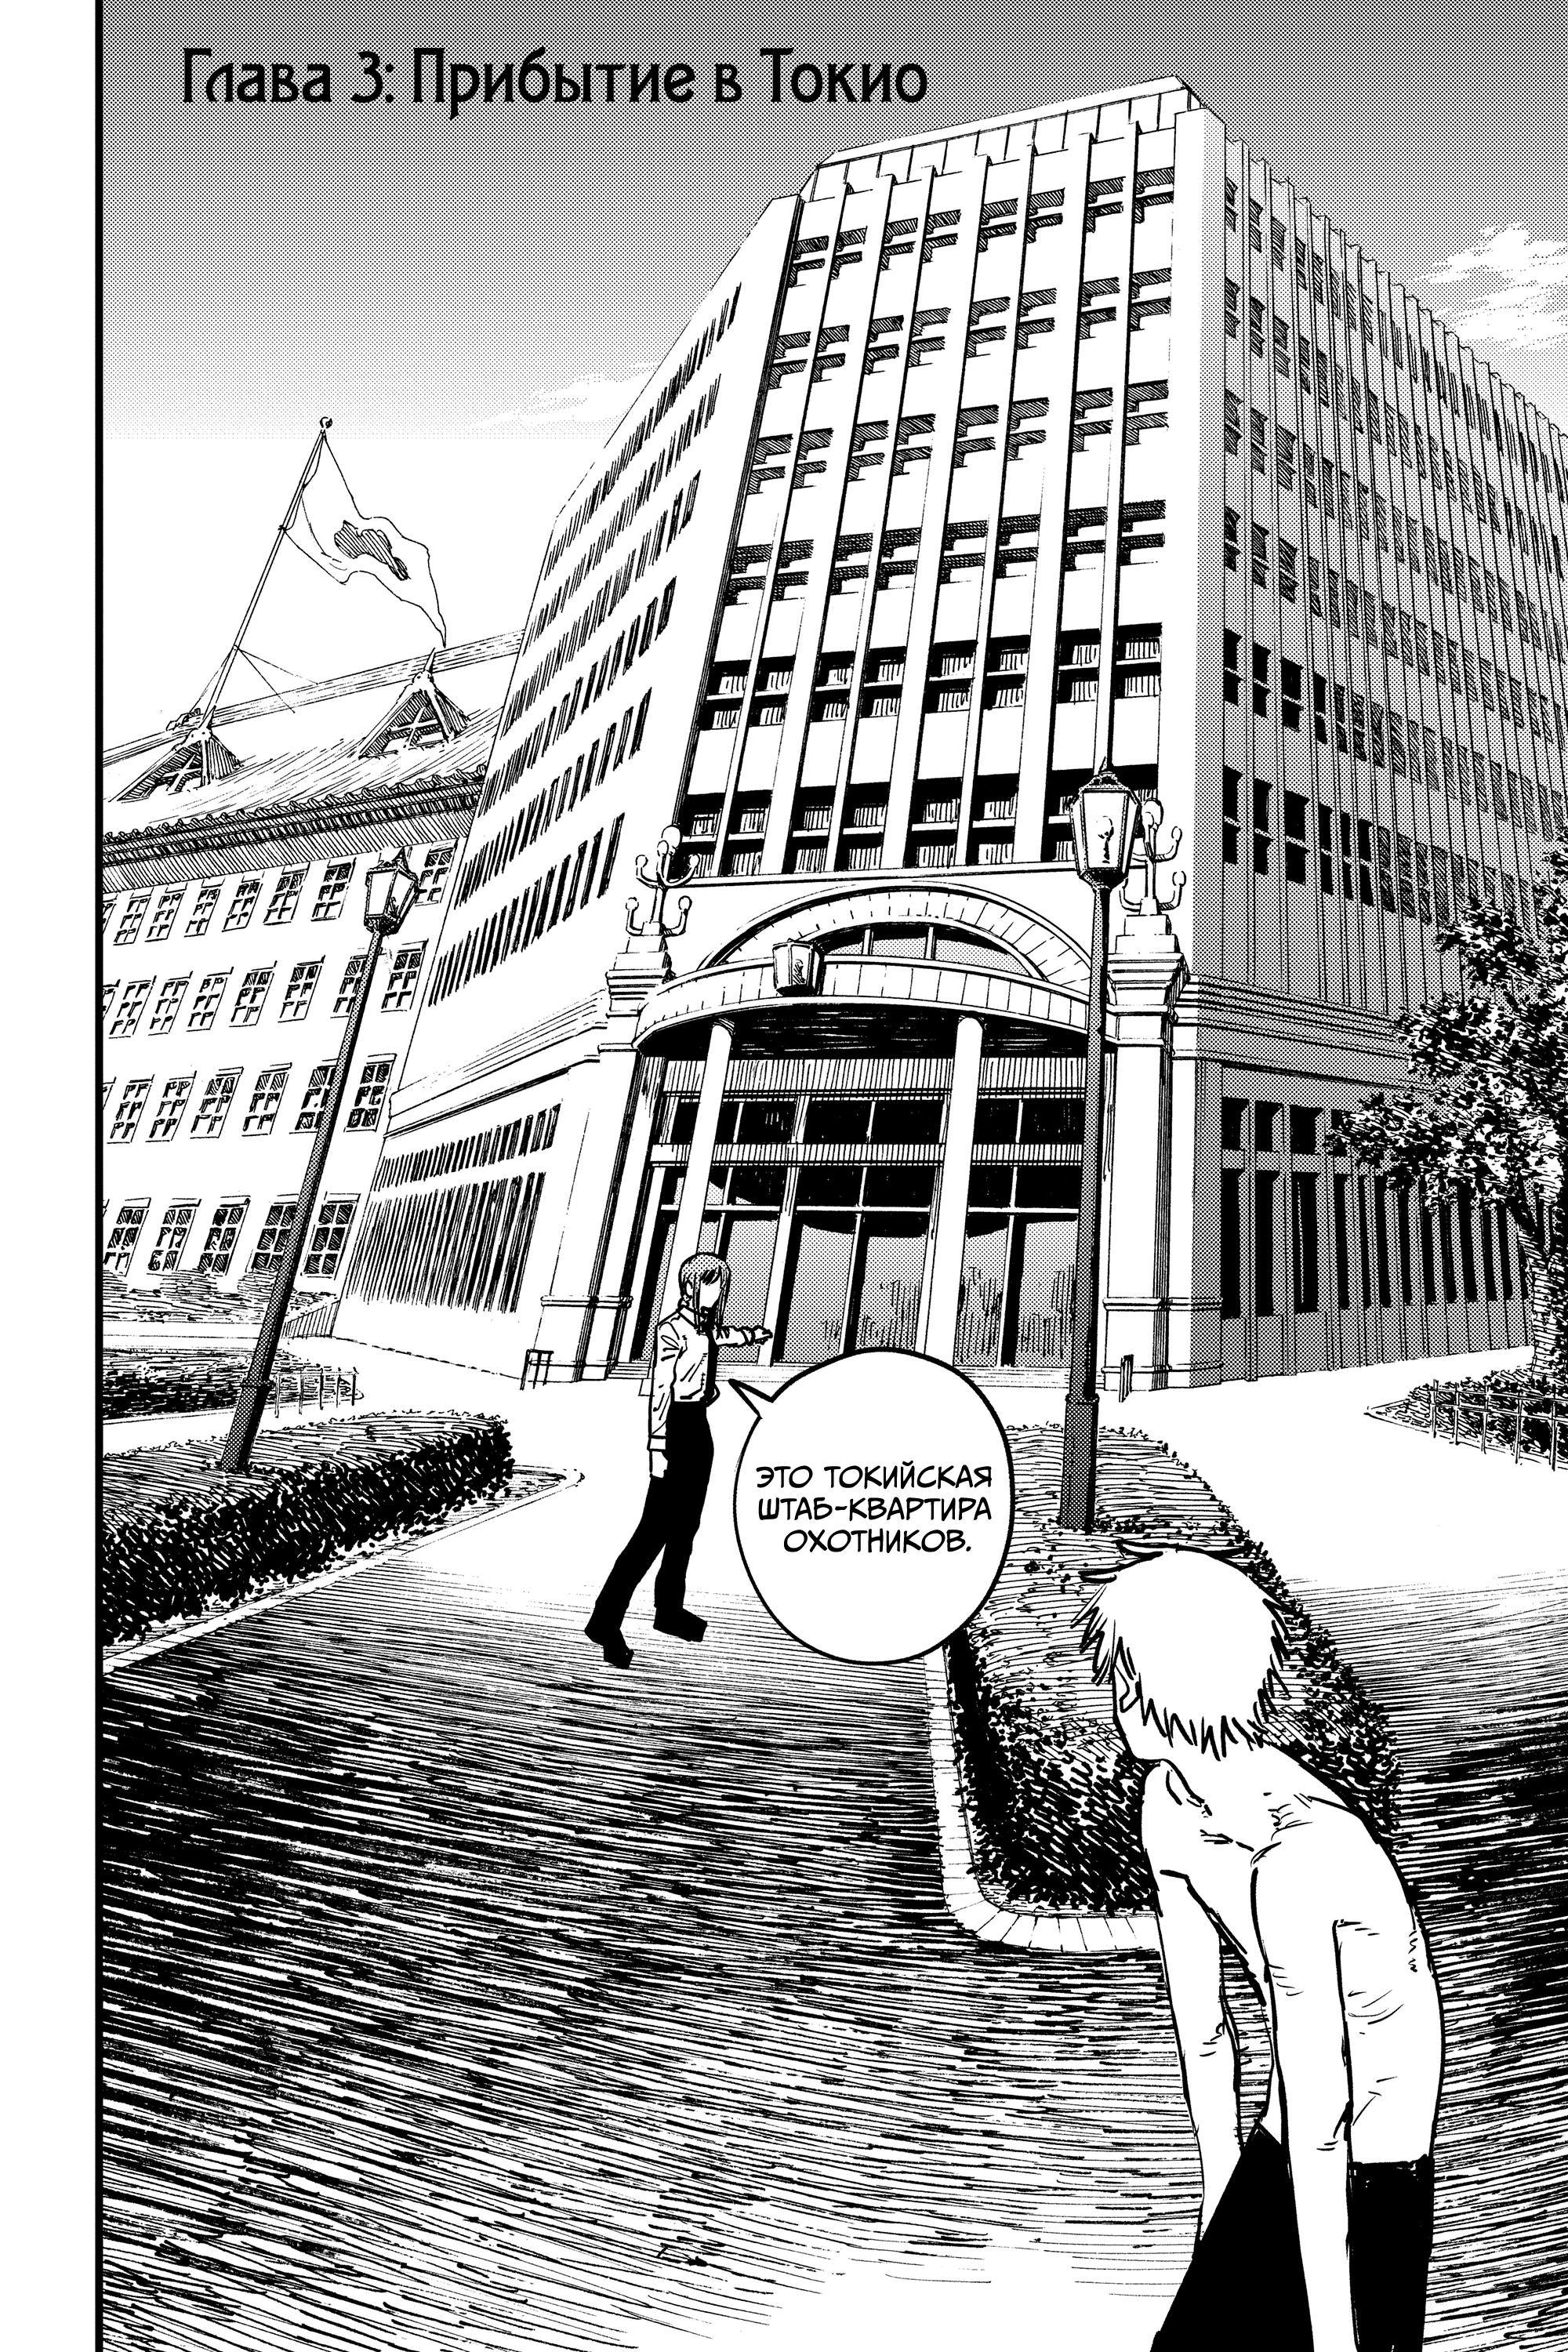 Глава 3: Прибытие в Токио
ЭТО ТОКИЙСКАЯ
ШТАБ-КВАРТИРА
ОХОТНИКОВ.